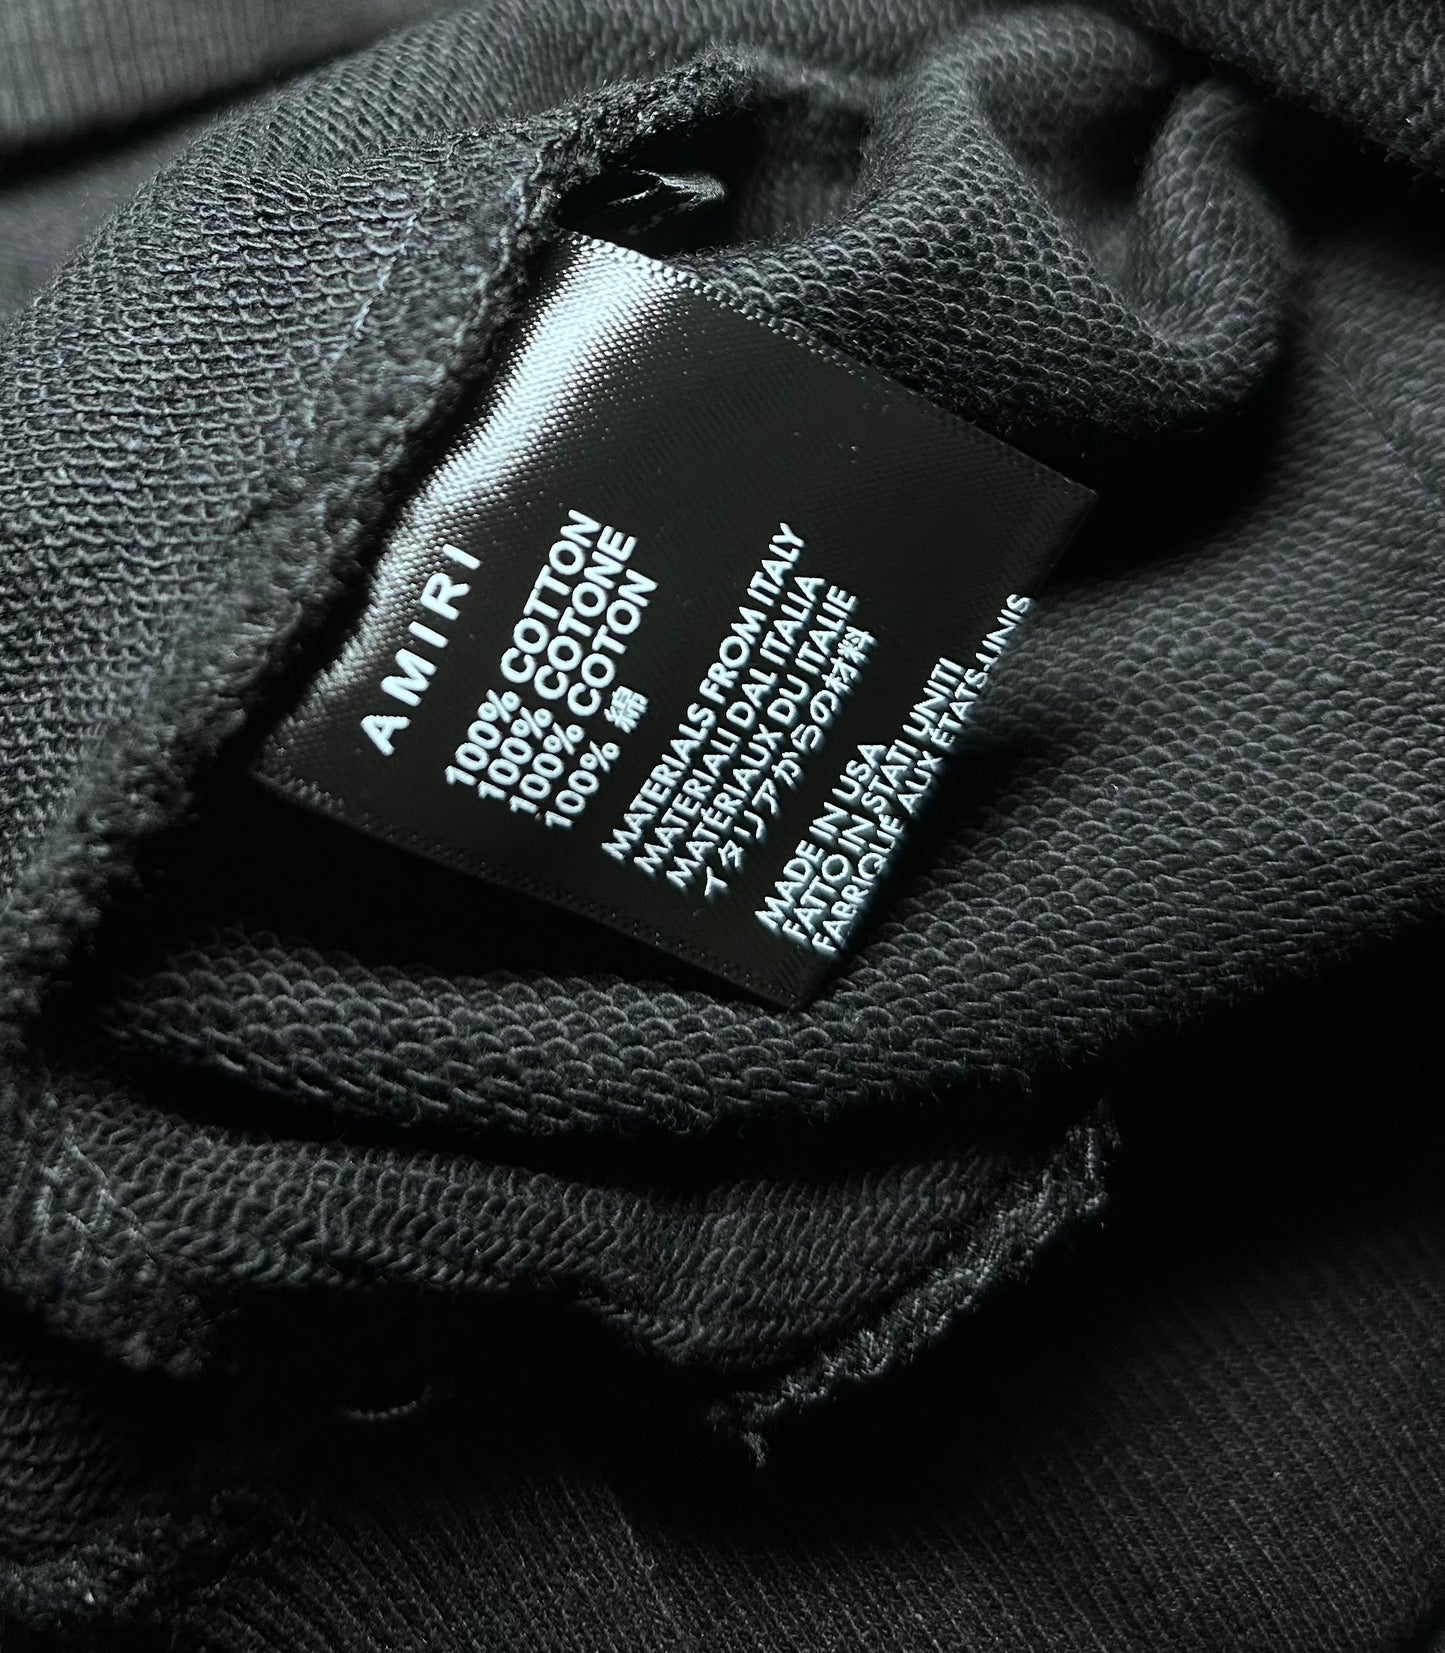 AMIRI
100% COTTON
100% COTONE
100% COTON
100% 綿
MATERIALS FROM ITALY
MATERIALI DAL ITALIA
MATERIAUX DU ITALIE
イタリアからの材料
MADE IN USA
FATTO IN STATI UNITI
FABRIQUE AUX ÉTATS-UNIS